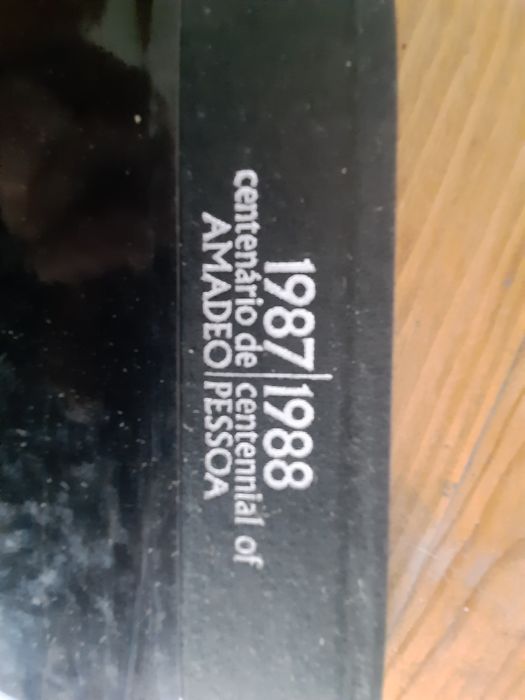 1987|1988
centenário de|centennial of
AMADEO|PESSOA